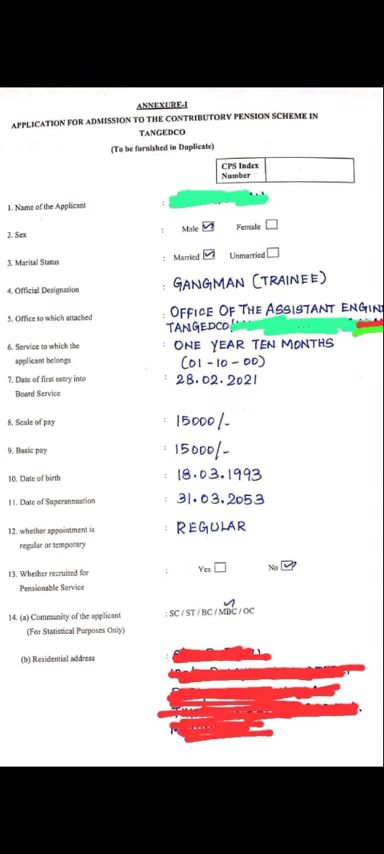 ANNEXURE-I
APPLICATION FOR ADMISSION TO THE CONTRIBUTORY PENSION SCHEME IN
TANGEDCO
(To be furnished in Duplicate)
CPS Index
Number
1. Name of the Applicant :
2. Sex : Male Female
3. Marital Status : Married Unmarried
4. Official Designation : GANGMAN (TRAINEE)
5. Office to which attached : OFFICE OF THE ASSISTANT ENGIN
TANGEDCO/
6. Service to which the : ONE YEAR TEN MONTHS
applicant belongs (01-10-00)
7. Date of first entry into : 28.02.2021
Board Service
8. Scale of pay : 15000/-
9. Basic pay : 15000/-
10. Date of birth : 18.03.1993
11. Date of Superannuation : 31.03.2053
12. whether appointment is : REGULAR
regular or temporary
13. Whether recruited for : Yes No
Pensionable Service
14. (a) Community of the applicant : SC / ST / BC / MBC / OC
(For Statistical Purposes Only)
(b) Residential address :